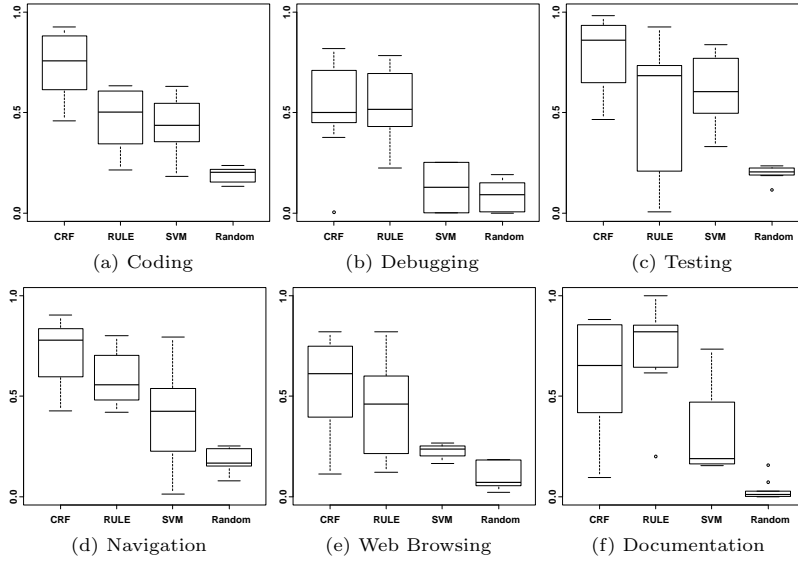 1.0
0.5
0.0
CRF RULE SVM Random
(a) Coding
1.0
0.5
0.0
CRF RULE SVM Random
(b) Debugging
1.0
0.5
0.0
CRF RULE SVM Random
(c) Testing
1.0
0.5
0.0
CRF RULE SVM Random
(d) Navigation
1.0
0.5
0.0
CRF RULE SVM Random
(e) Web Browsing
1.0
0.5
0.0
CRF RULE SVM Random
(f) Documentation